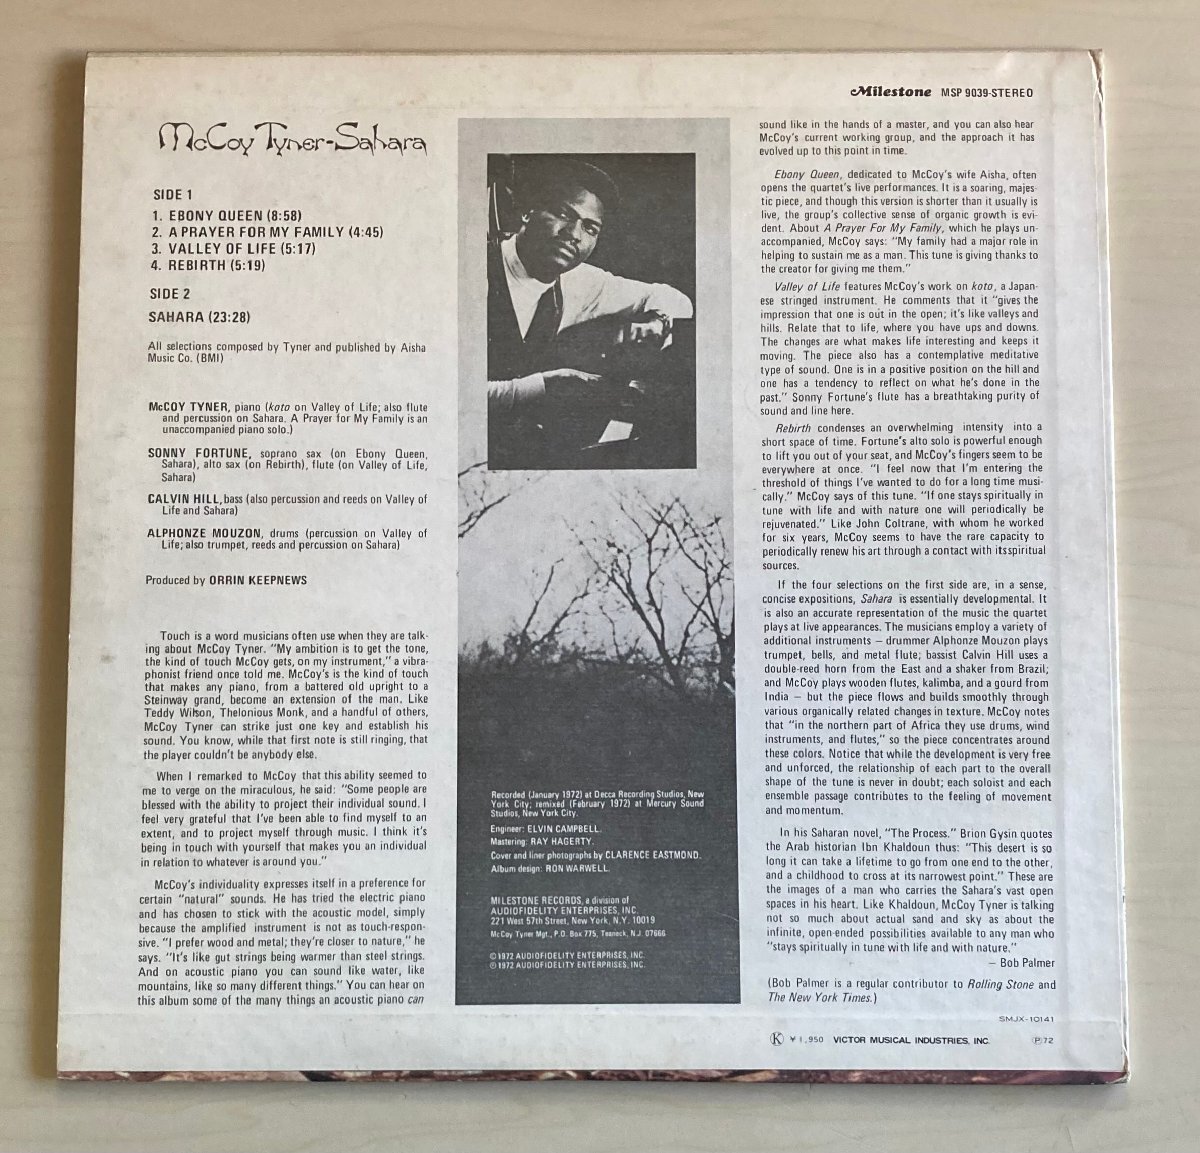 Milestone MSP 9039-STEREO
McCoy Tyner-Sahara
SIDE 1
1. EBONY QUEEN (8:58)
2. A PRAYER FOR MY FAMILY (4:45)
3. VALLEY OF LIFE (5:17)
4. REBIRTH (5:19)
SIDE 2
SAHARA (23:28)
All selections composed by Tyner and published by Aisha
Music Co. (BMI)
McCOY TYNER, piano (koto on Valley of Life; also flute
and percussion on Sahara. A Prayer for My Family is an
unaccompanied piano solo.)
SONNY FORTUNE, soprano sax (on Ebony Queen,
Sahara), alto sax (on Rebirth), flute (on Valley of Life,
Sahara)
CALVIN HILL, bass (also percussion and reeds on Valley of
Life and Sahara)
ALPHONZE MOUZON, drums (percussion on Valley of
Life; also trumpet, reeds and percussion on Sahara)
Produced by ORRIN KEEPNEWS
Touch is a word musicians often use when they are talk-
ing about McCoy Tyner. "My ambition is to get the tone,
the kind of touch McCoy gets, on my instrument," a vibra-
phonist friend once told me. McCoy's is the kind of touch
that makes any piano, from a battered old upright to a
Steinway grand, become an extension of the man. Like
Teddy Wilson, Thelonious Monk, and a handful of others,
McCoy Tyner can strike just one key and establish his
sound. You know, while that first note is still ringing, that
the player couldn't be anybody else.
When I remarked to McCoy that this ability seemed to
me to verge on the miraculous, he said: "Some people are
blessed with the ability to project their individual sound. I
feel very grateful that I've been able to find myself to an
extent, and to project myself through music. I think it's
being in touch with yourself that makes you an individual
in relation to whatever is around you."
McCoy's individuality expresses itself in a preference for
certain "natural" sounds. He has tried the electric piano
and has chosen to stick with the acoustic model, simply
because the amplified instrument is not as touch-respon-
sive. "I prefer wood and metal; they're closer to nature," he
says. "It's like gut strings being warmer than steel strings.
And on acoustic piano you can sound like water, like
mountains, like so many different things." You can hear on
this album some of the many things an acoustic piano can
Recorded (January 1972) at Decca Recording Studios, New
York City; remixed (February 1972) at Mercury Sound
Studios, New York City.
Engineer: ELVIN CAMPBELL.
Mastering: RAY HAGERTY.
Cover and liner photographs by CLARENCE EASTMOND.
Album design: RON WARWELL.
MILESTONE RECORDS, a division of
AUDIOFIDELITY ENTERPRISES, INC.
221 West 57th Street, New York, N.Y. 10019
McCoy Tyner Mgt., P.O. Box 775, Teaneck, N.J. 07666
© 1972 AUDIOFIDELITY ENTERPRISES, INC.
℗ 1972 AUDIOFIDELITY ENTERPRISES, INC.
sound like in the hands of a master, and you can also hear
McCoy's current working group, and the approach it has
evolved up to this point in time.
Ebony Queen, dedicated to McCoy's wife Aisha, often
opens the quartet's live performances. It is a soaring, majes-
tic piece, and though this version is shorter than it usually is
live, the group's collective sense of organic growth is evi-
dent. About A Prayer For My Family, which he plays un-
accompanied, McCoy says: "My family had a major role in
helping to sustain me as a man. This tune is giving thanks to
the creator for giving me them."
Valley of Life features McCoy's work on koto, a Japan-
ese stringed instrument. He comments that it "gives the
impression that one is out in the open; it's like valleys and
hills. Relate that to life, where you have ups and downs.
The changes are what makes life interesting and keeps it
moving. The piece also has a contemplative meditative
type of sound. One is in a positive position on the hill and
one has a tendency to reflect on what he's done in the
past." Sonny Fortune's flute has a breathtaking purity of
sound and line here.
Rebirth condenses an overwhelming intensity into a
short space of time. Fortune's alto solo is powerful enough
to lift you out of your seat, and McCoy's fingers seem to be
everywhere at once. "I feel now that I'm entering the
threshold of things I've wanted to do for a long time musi-
cally." McCoy says of this tune. "If one stays spiritually in
tune with life and with nature one will periodically be
rejuvenated." Like John Coltrane, with whom he worked
for six years, McCoy seems to have the rare capacity to
periodically renew his art through a contact with its spiritual
sources.
If the four selections on the first side are, in a sense,
concise expositions, Sahara is essentially developmental. It
is also an accurate representation of the music the quartet
plays at live appearances. The musicians employ a variety of
additional instruments – drummer Alphonze Mouzon plays
trumpet, bells, and metal flute; bassist Calvin Hill uses a
double-reed horn from the East and a shaker from Brazil;
and McCoy plays wooden flutes, kalimba, and a gourd from
India – but the piece flows and builds smoothly through
various organically related changes in texture. McCoy notes
that "in the northern part of Africa they use drums, wind
instruments, and flutes," so the piece concentrates around
these colors. Notice that while the development is very free
and unforced, the relationship of each part to the overall
shape of the tune is never in doubt; each soloist and each
ensemble passage contributes to the feeling of movement
and momentum.
In his Saharan novel, "The Process," Brion Gysin quotes
the Arab historian Ibn Khaldoun thus: "This desert is so
long it can take a lifetime to go from one end to the other,
and a childhood to cross at its narrowest point." These are
the images of a man who carries the Sahara's vast open
spaces in his heart. Like Khaldoun, McCoy Tyner is talking
not so much about actual sand and sky as about the
infinite, open-ended possibilities available to any man who
"stays spiritually in tune with life and with nature."
– Bob Palmer
(Bob Palmer is a regular contributor to Rolling Stone and
The New York Times.)
SMJX-10141
Ⓚ ¥1,950 VICTOR MUSICAL INDUSTRIES, INC. ℗72